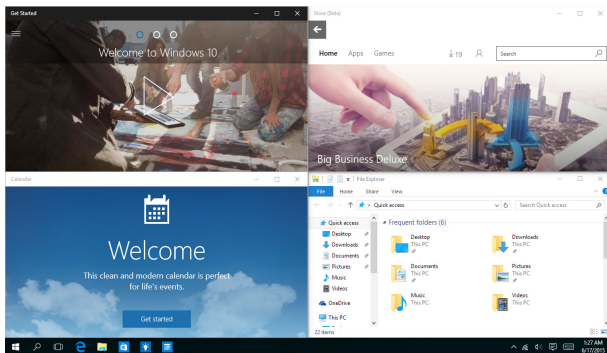 Get Started
Welcome to Windows 10
Store (Beta)
Home Apps Games 19 Search
Big Business Deluxe
Calendar
Welcome
This clean and modern calendar is perfect
for life's events.
Get started
File Explorer
File Home Share View
Quick access Search Quick access
Quick access
Desktop
Downloads
Documents
Pictures
Music
Videos
OneDrive
This PC
Frequent folders (6)
Desktop
This PC
Downloads
This PC
Documents
This PC
Pictures
This PC
Music
This PC
Videos
This PC
22 items
1:27 AM
6/17/2015